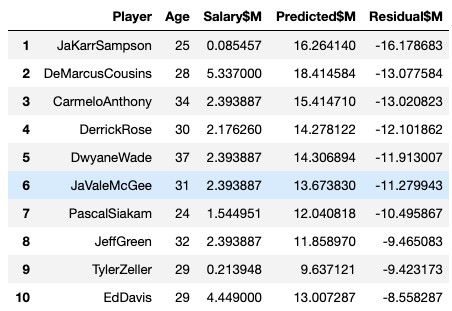 Player Age Salary$M Predicted$M Residual$M
1 JaKarrSampson 25 0.085457 16.264140 -16.178683
2 DeMarcusCousins 28 5.337000 18.414584 -13.077584
3 CarmeloAnthony 34 2.393887 15.414710 -13.020823
4 DerrickRose 30 2.176260 14.278122 -12.101862
5 DwyaneWade 37 2.393887 14.306894 -11.913007
6 JaValeMcGee 31 2.393887 13.673830 -11.279943
7 PascalSiakam 24 1.544951 12.040818 -10.495867
8 JeffGreen 32 2.393887 11.858970 -9.465083
9 TylerZeller 29 0.213948 9.637121 -9.423173
10 EdDavis 29 4.449000 13.007287 -8.558287